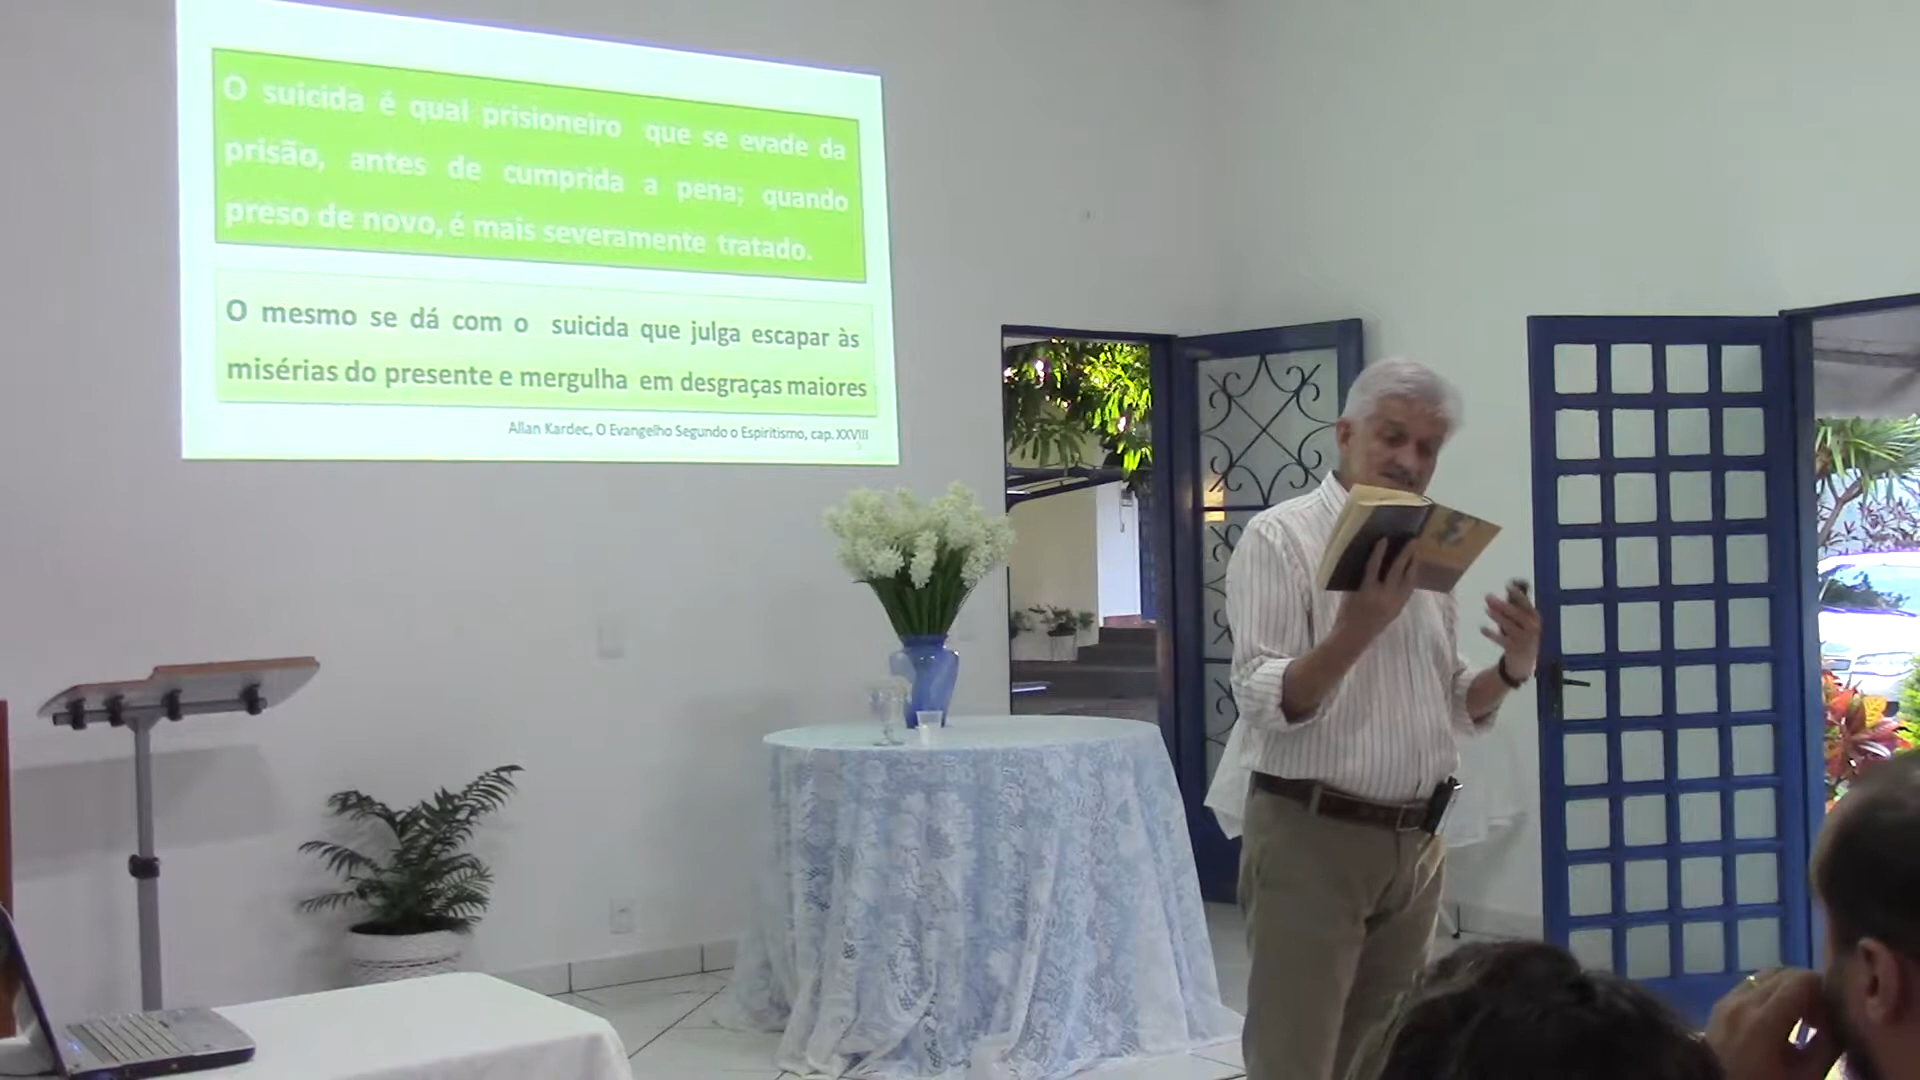 O suicida é qual prisioneiro que se evade da
prisão, antes de cumprida a pena; quando
preso de novo, é mais severamente tratado.
O mesmo se dá com o suicida que julga escapar às
misérias do presente e mergulha em desgraças maiores
Allan Kardec, O Evangelho Segundo o Espiritismo, cap. XXVIII